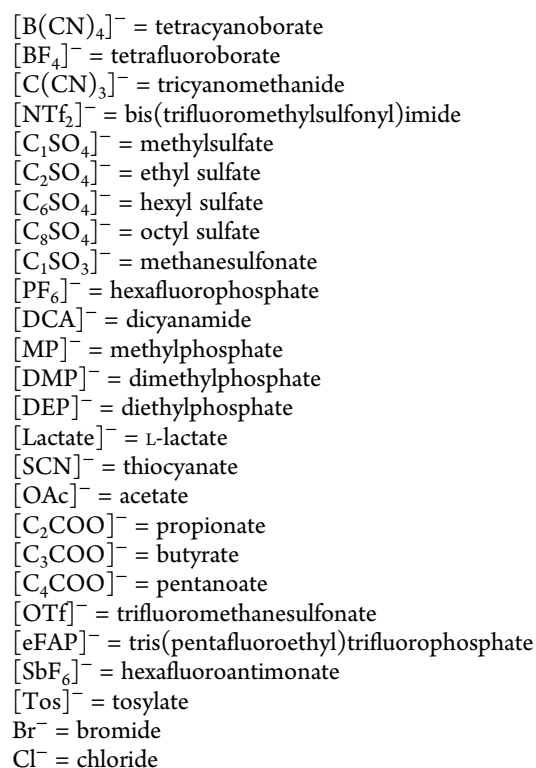 [B(CN)₄]⁻ = tetracyanoborate
[BF₄]⁻ = tetrafluoroborate
[C(CN)₃]⁻ = tricyanomethanide
[NTf₂]⁻ = bis(trifluoromethylsulfonyl)imide
[C₁SO₄]⁻ = methylsulfate
[C₂SO₄]⁻ = ethyl sulfate
[C₆SO₄]⁻ = hexyl sulfate
[C₈SO₄]⁻ = octyl sulfate
[C₁SO₃]⁻ = methanesulfonate
[PF₆]⁻ = hexafluorophosphate
[DCA]⁻ = dicyanamide
[MP]⁻ = methylphosphate
[DMP]⁻ = dimethylphosphate
[DEP]⁻ = diethylphosphate
[Lactate]⁻ = L-lactate
[SCN]⁻ = thiocyanate
[OAc]⁻ = acetate
[C₂COO]⁻ = propionate
[C₃COO]⁻ = butyrate
[C₄COO]⁻ = pentanoate
[OTf]⁻ = trifluoromethanesulfonate
[eFAP]⁻ = tris(pentafluoroethyl)trifluorophosphate
[SbF₆]⁻ = hexafluoroantimonate
[Tos]⁻ = tosylate
Br⁻ = bromide
Cl⁻ = chloride